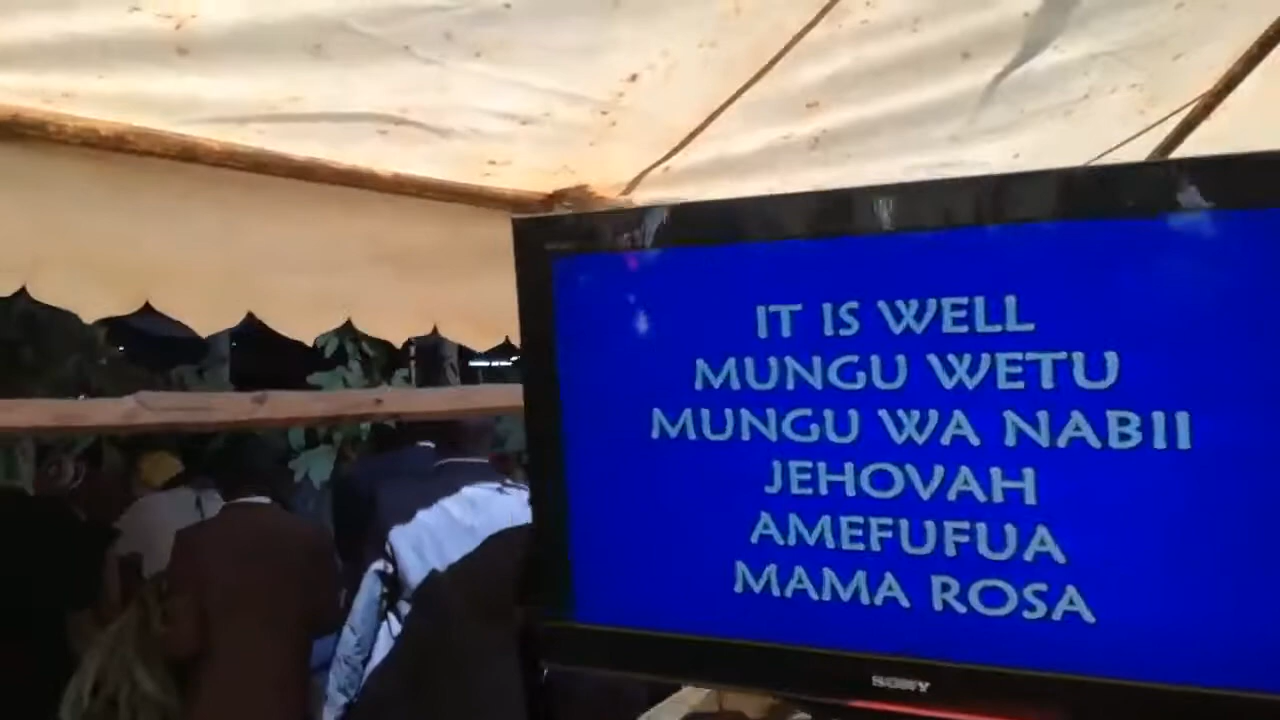 IT IS WELL
MUNGU WETU
MUNGU WA NABII
JEHOVAH
AMEFUFUA
MAMA ROSA
SONY